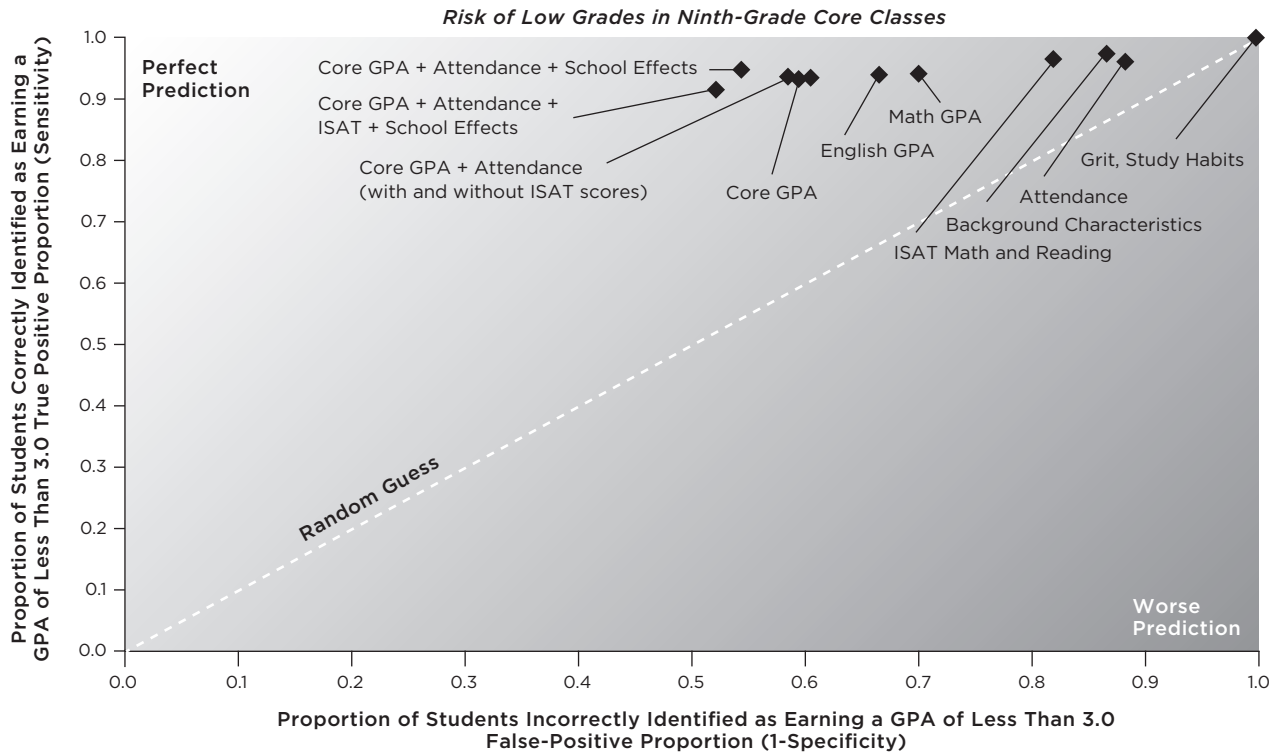 Risk of Low Grades in Ninth-Grade Core Classes
Proportion of Students Correctly Identified as Earning a
GPA of Less Than 3.0 True Positive Proportion (Sensitivity)
1.0
0.9
0.8
0.7
0.6
0.5
0.4
0.3
0.2
0.1
0.0
Perfect
Prediction
Core GPA + Attendance + School Effects
Core GPA + Attendance +
ISAT + School Effects
Core GPA + Attendance
(with and without ISAT scores)
Core GPA
English GPA
Math GPA
Grit, Study Habits
Attendance
Background Characteristics
ISAT Math and Reading
Random Guess
Worse
Prediction
0.0 0.1 0.2 0.3 0.4 0.5 0.6 0.7 0.8 0.9 1.0
Proportion of Students Incorrectly Identified as Earning a GPA of Less Than 3.0
False-Positive Proportion (1-Specificity)